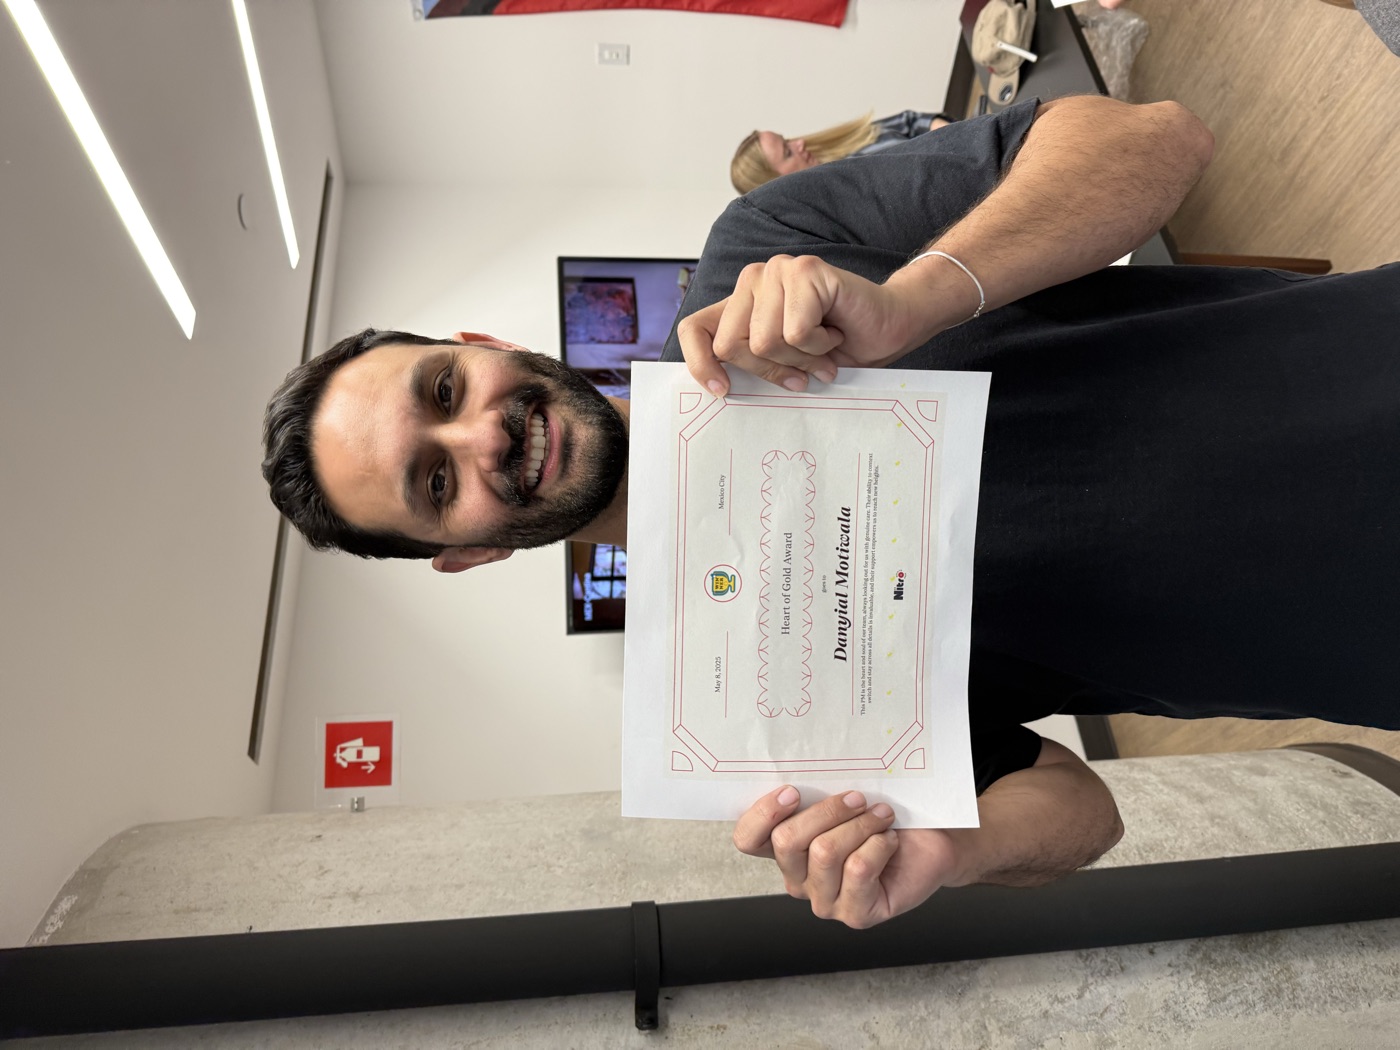 May 8, 2025
WIN
NER
Mexico City
Heart of Gold Award
goes to
Danyial Motiwala
This PM is the heart and soul of our team, always looking out for us with genuine care. Their ability to context
switch and stay across all details is invaluable, and their support empowers us to reach new heights.
Nitro